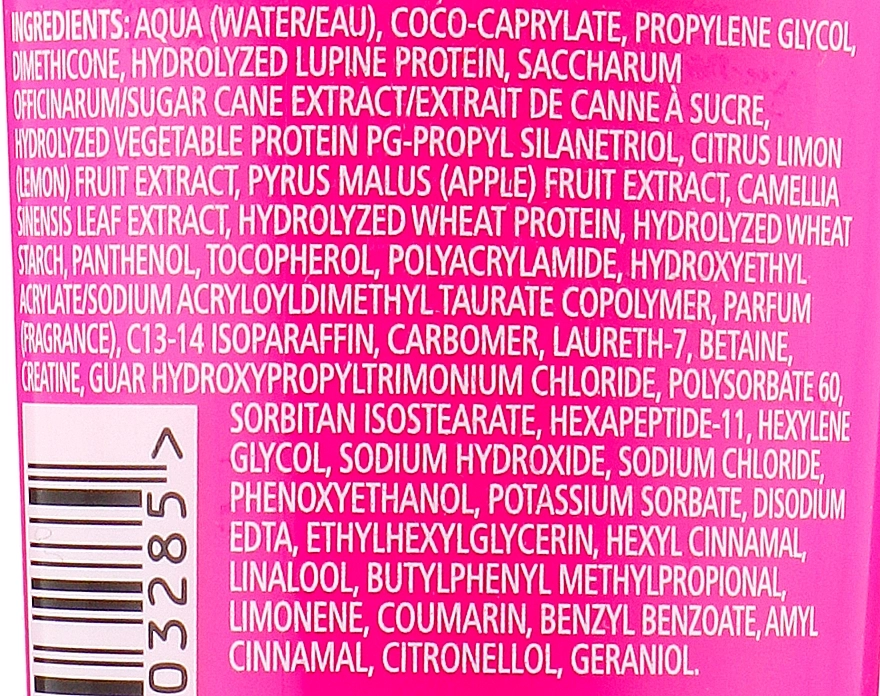 INGREDIENTS: AQUA (WATER/EAU), COCO-CAPRYLATE, PROPYLENE GLYCOL,
DIMETHICONE, HYDROLYZED LUPINE PROTEIN, SACCHARUM
OFFICINARUM/SUGAR CANE EXTRACT/EXTRAIT DE CANNE À SUCRE,
HYDROLYZED VEGETABLE PROTEIN PG-PROPYL SILANETRIOL, CITRUS LIMON
(LEMON) FRUIT EXTRACT, PYRUS MALUS (APPLE) FRUIT EXTRACT, CAMELLIA
SINENSIS LEAF EXTRACT, HYDROLYZED WHEAT PROTEIN, HYDROLYZED WHEAT
STARCH, PANTHENOL, TOCOPHEROL, POLYACRYLAMIDE, HYDROXYETHYL
ACRYLATE/SODIUM ACRYLOYLDIMETHYL TAURATE COPOLYMER, PARFUM
(FRAGRANCE), C13-14 ISOPARAFFIN, CARBOMER, LAURETH-7, BETAINE,
CREATINE, GUAR HYDROXYPROPYLTRIMONIUM CHLORIDE, POLYSORBATE 60,
SORBITAN ISOSTEARATE, HEXAPEPTIDE-11, HEXYLENE
GLYCOL, SODIUM HYDROXIDE, SODIUM CHLORIDE,
PHENOXYETHANOL, POTASSIUM SORBATE, DISODIUM
EDTA, ETHYLHEXYLGLYCERIN, HEXYL CINNAMAL,
LINALOOL, BUTYLPHENYL METHYLPROPIONAL,
LIMONENE, COUMARIN, BENZYL BENZOATE, AMYL
CINNAMAL, CITRONELLOL, GERANIOL.
03285>